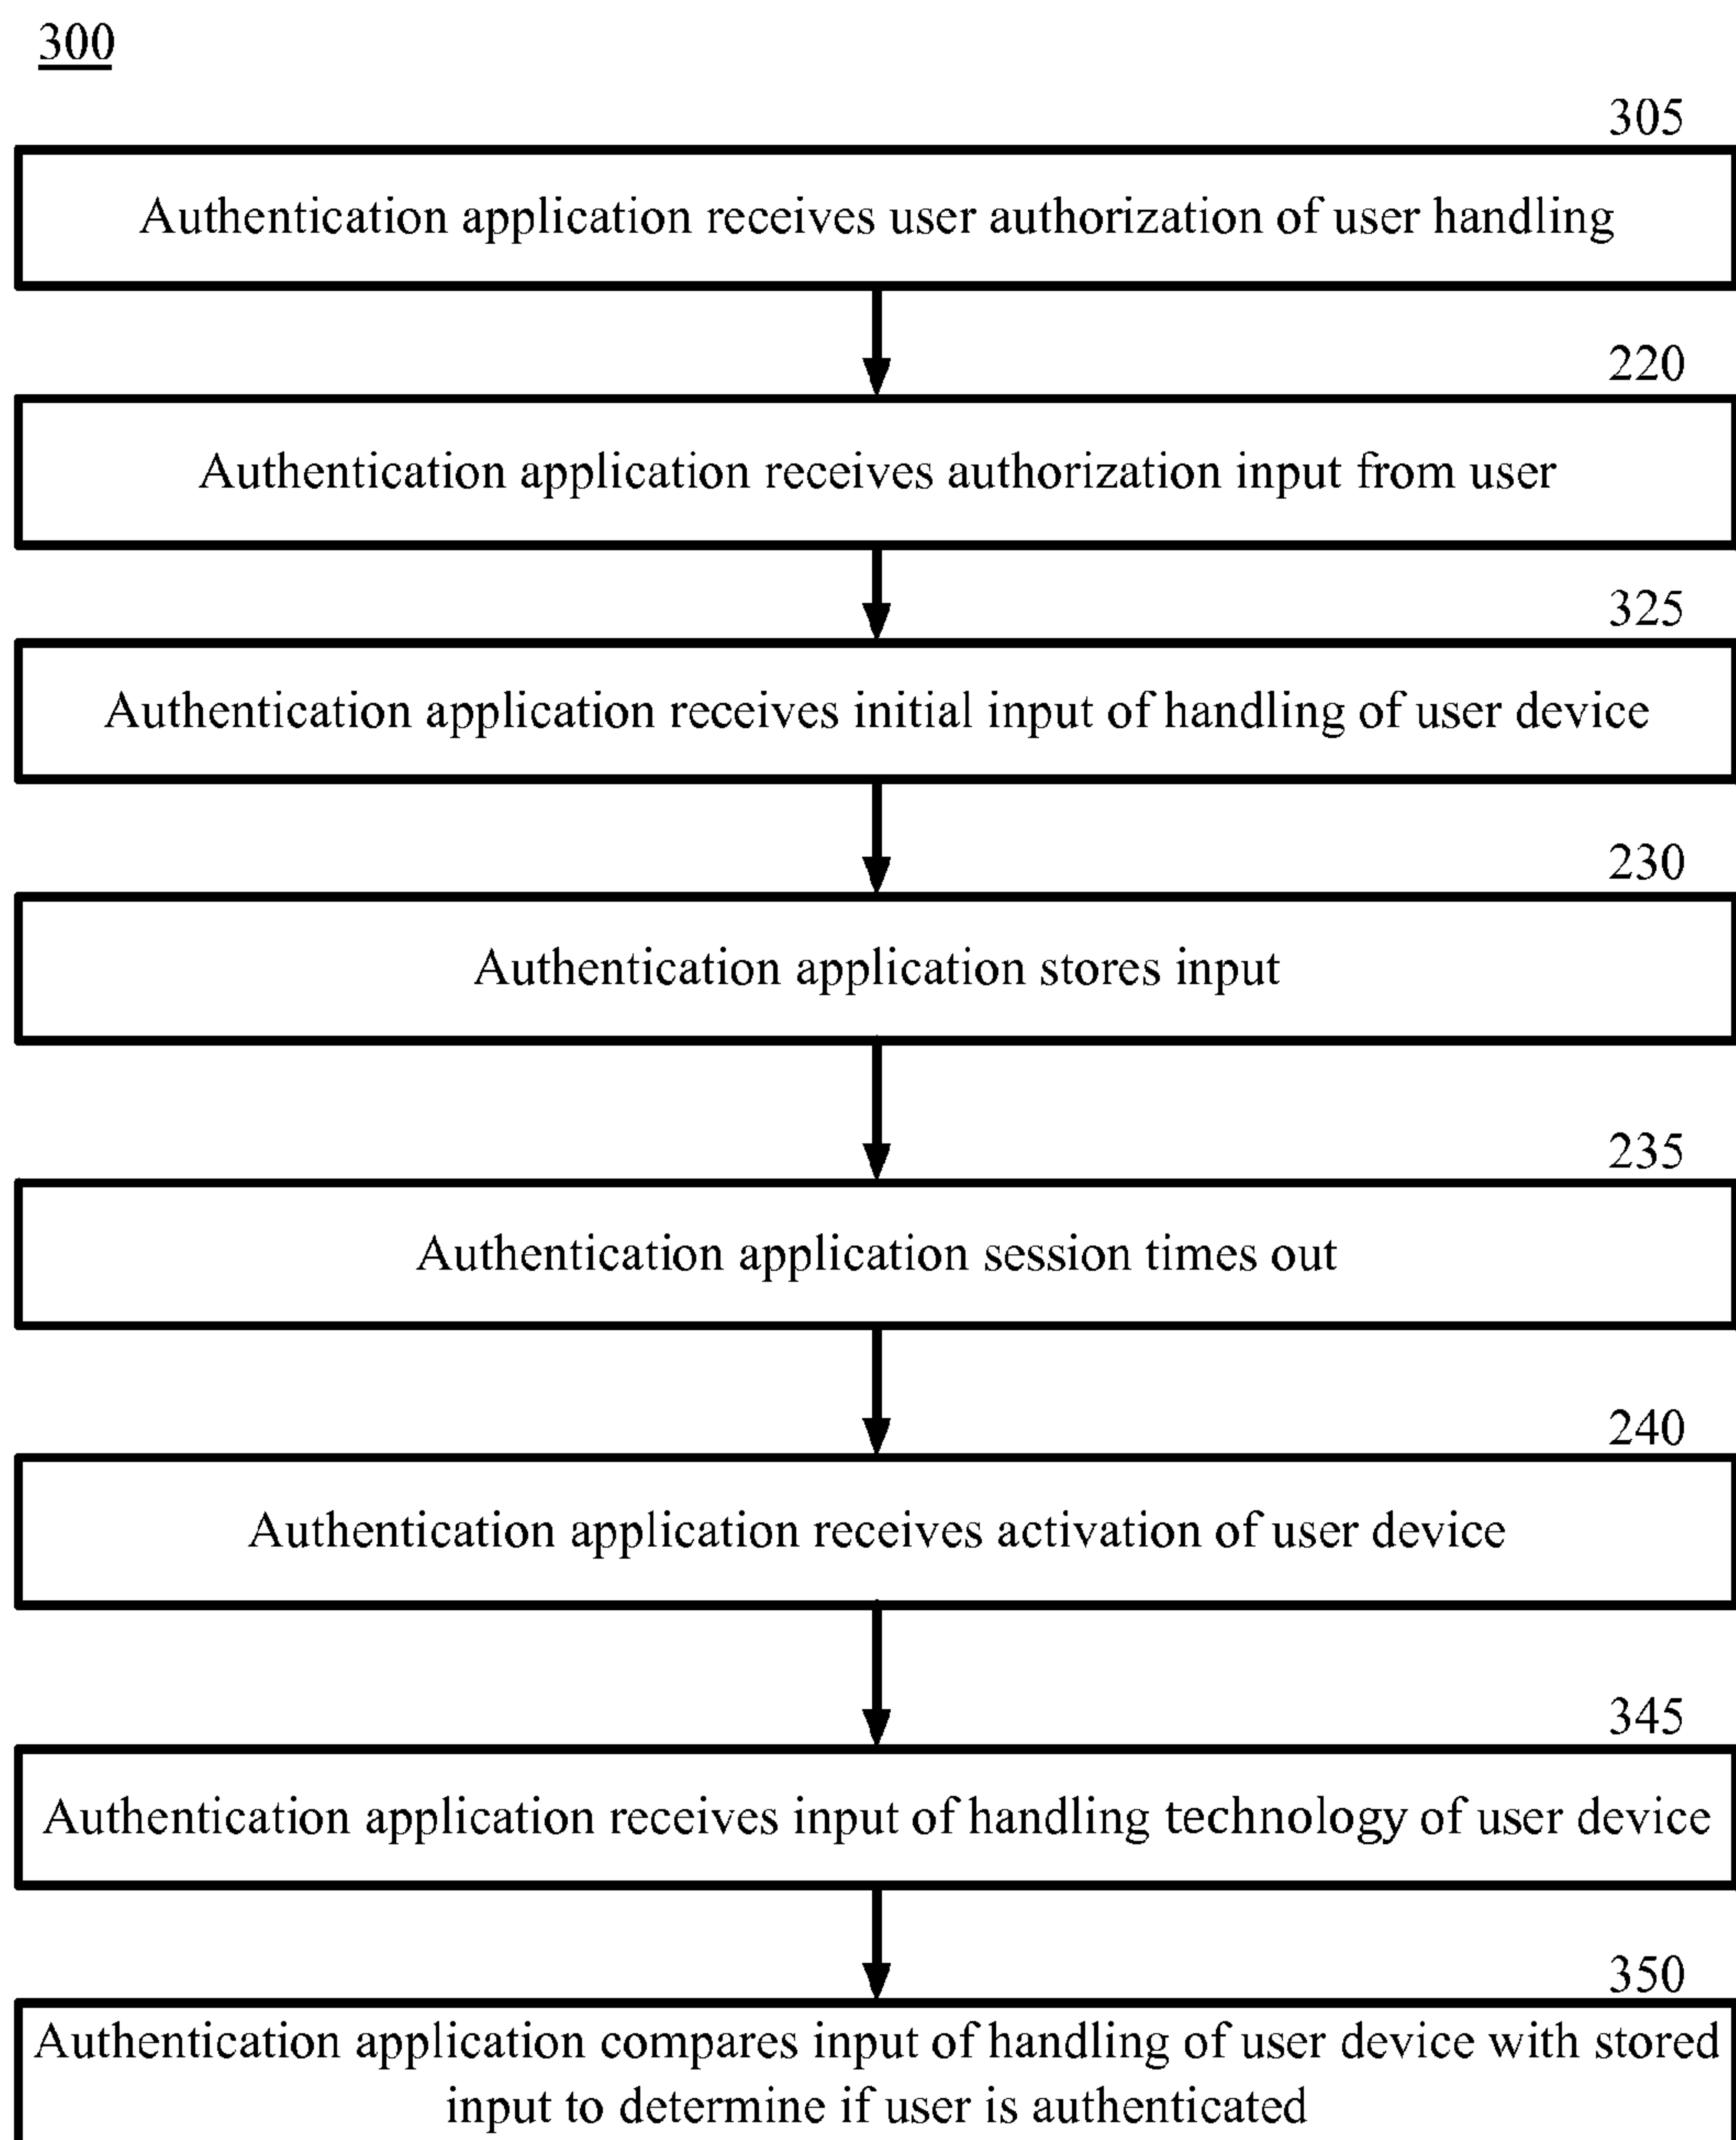 300
305
Authentication application receives user authorization of user handling
220
Authentication application receives authorization input from user
325
Authentication application receives initial input of handling of user device
230
Authentication application stores input
235
Authentication application session times out
240
Authentication application receives activation of user device
345
Authentication application receives input of handling technology of user device
350
Authentication application compares input of handling of user device with stored
input to determine if user is authenticated